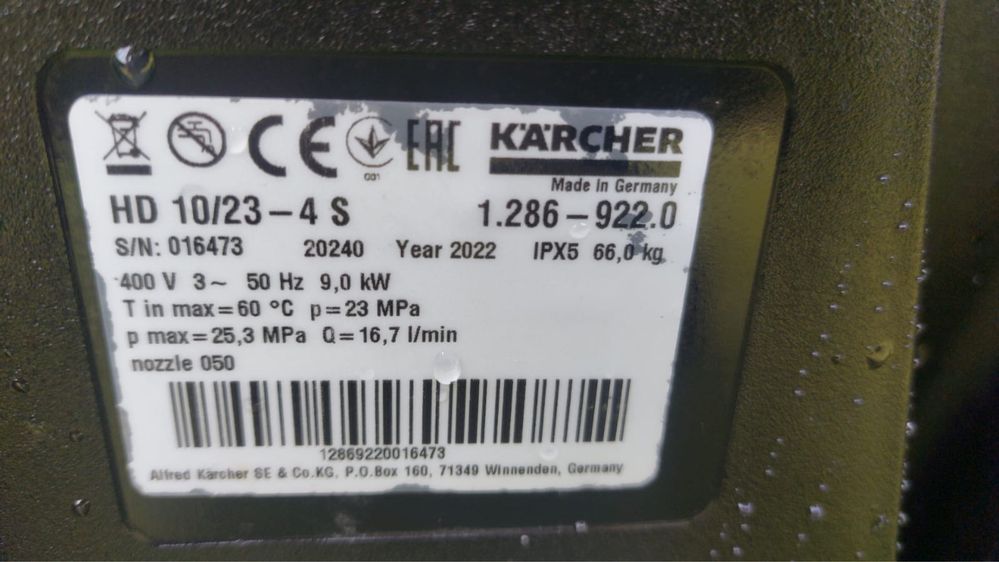 CE 001 EAC KÄRCHER
Made in Germany
HD 10/23 – 4 S 1.286 – 922.0
S/N: 016473 20240 Year 2022 IPX5 66,0 kg
400 V 3~ 50 Hz 9,0 kW
T in max = 60 °C p = 23 MPa
p max = 25,3 MPa Q = 16,7 l/min
nozzle 050
12869220016473
Alfred Kärcher SE & Co.KG, P.O.Box 160, 71349 Winnenden, Germany